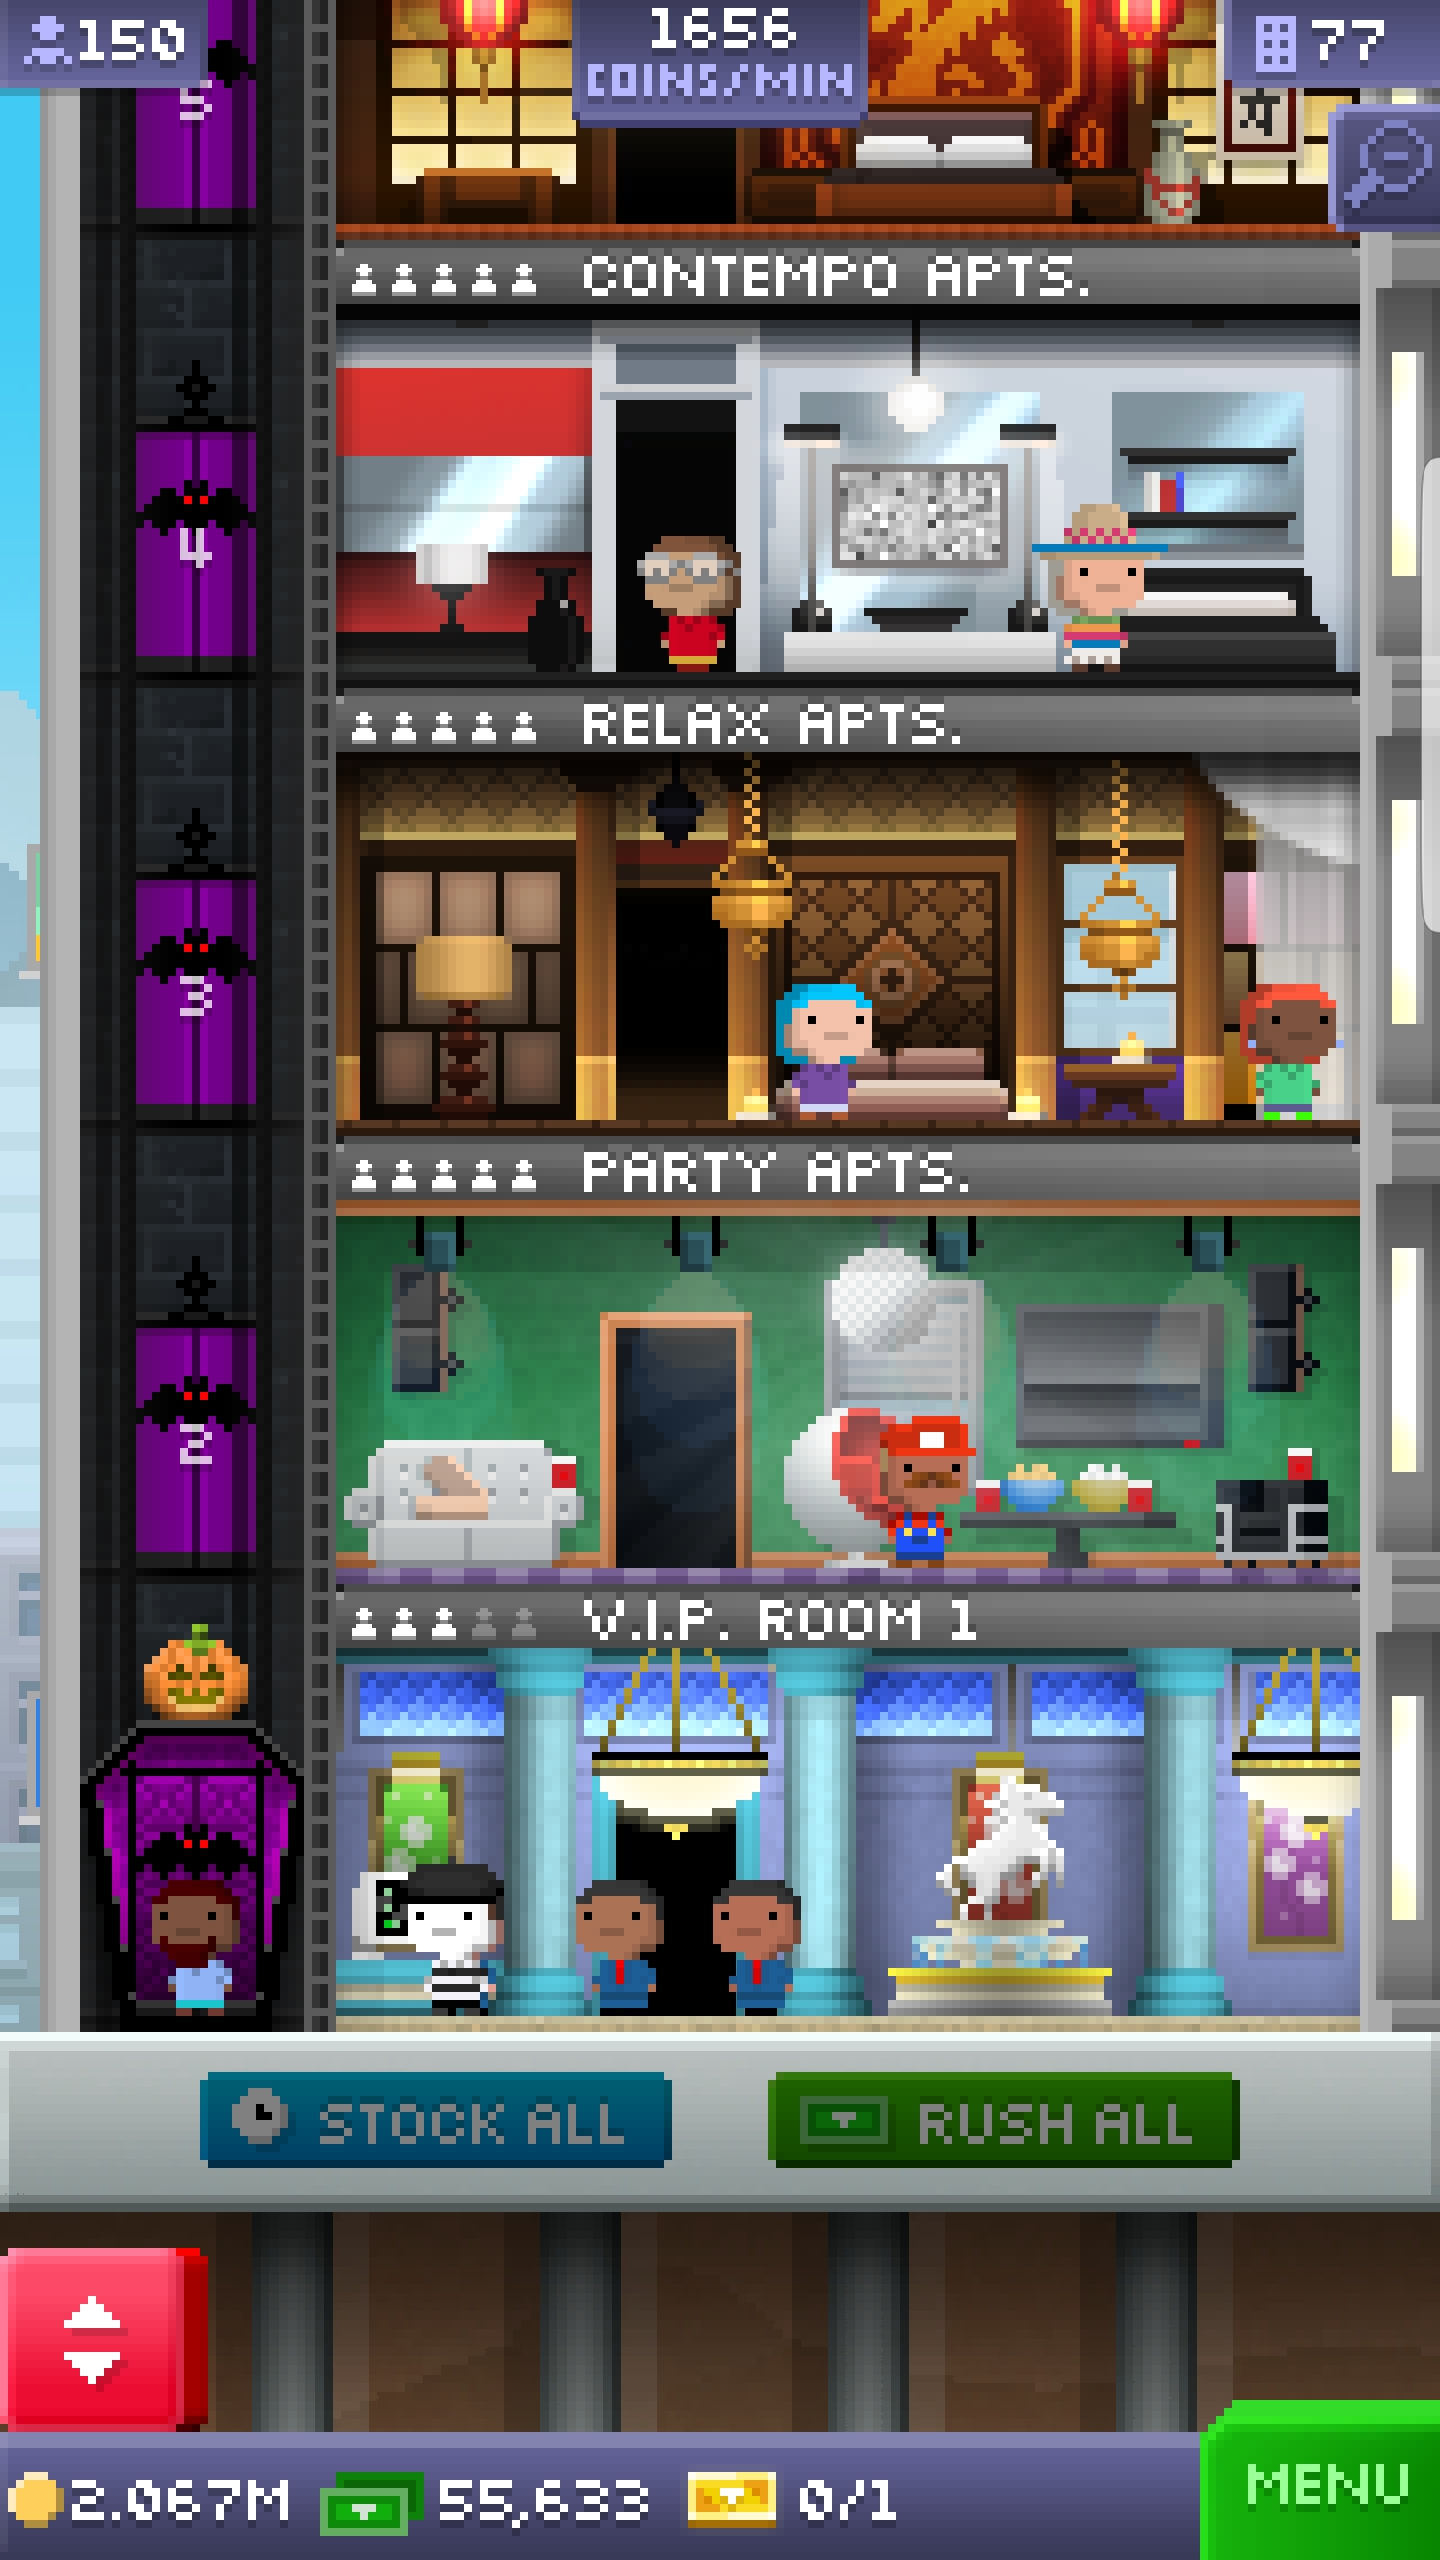 150
1656
COINS/MIN
77
5
CONTEMPO APTS.
4
RELAX APTS.
3
PARTY APTS.
2
V.I.P. ROOM 1
STOCK ALL
RUSH ALL
2.067M
55,633
0/1
MENU